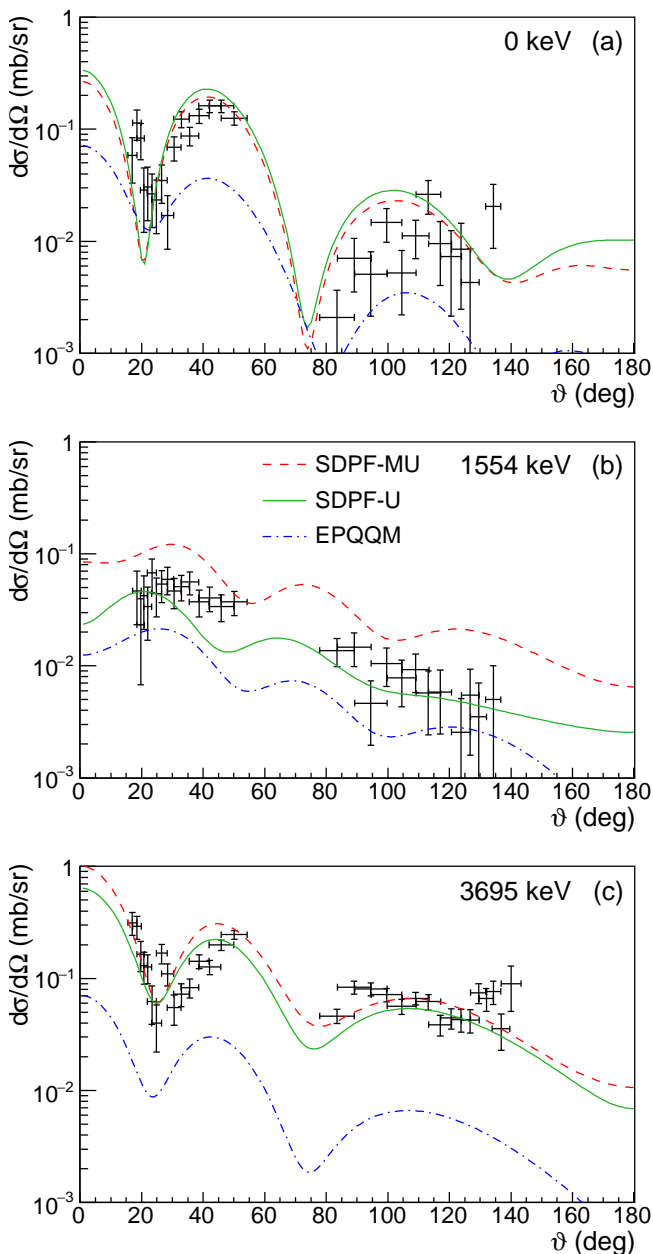 dσ/dΩ (mb/sr)
0 keV (a)
1
10⁻¹
10⁻²
10⁻³
0 20 40 60 80 100 120 140 160 180
ϑ (deg)
dσ/dΩ (mb/sr)
1554 keV (b)
SDPF-MU
SDPF-U
EPQQM
1
10⁻¹
10⁻²
10⁻³
0 20 40 60 80 100 120 140 160 180
ϑ (deg)
dσ/dΩ (mb/sr)
3695 keV (c)
1
10⁻¹
10⁻²
10⁻³
0 20 40 60 80 100 120 140 160 180
ϑ (deg)